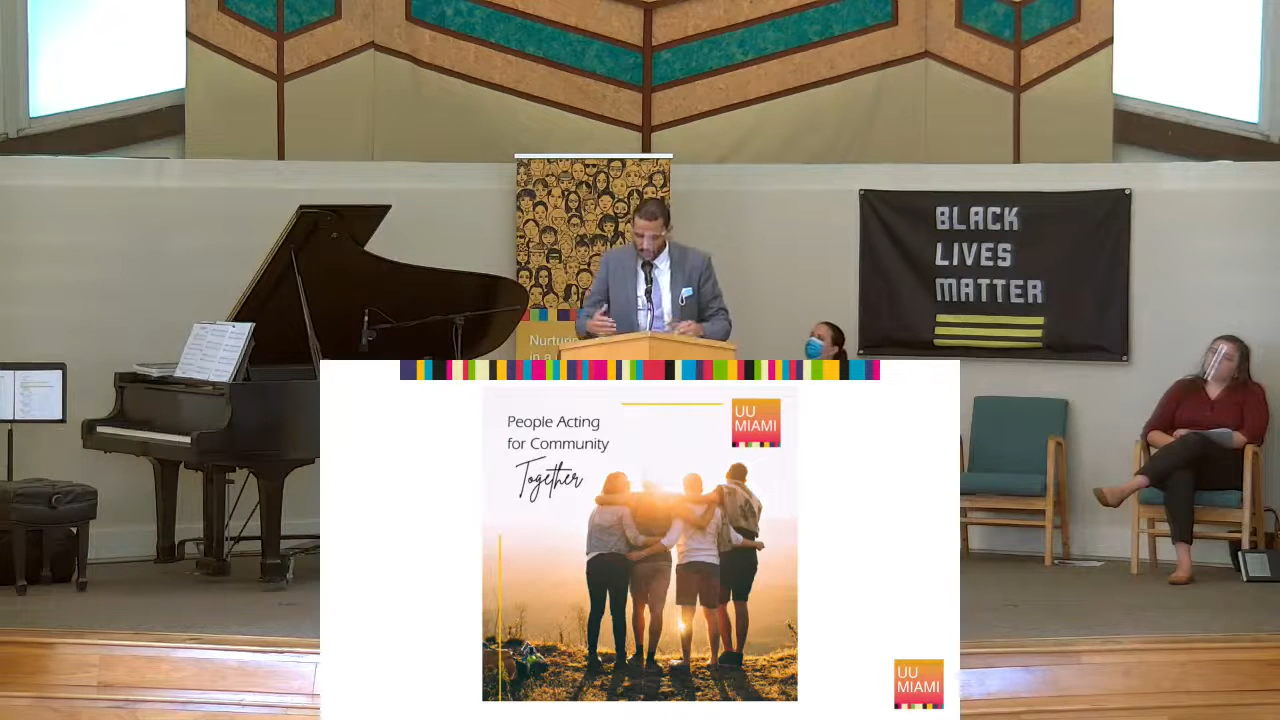 BLACK
LIVES
MATTER
People Acting
for Community
Together
UU
MIAMI
UU
MIAMI